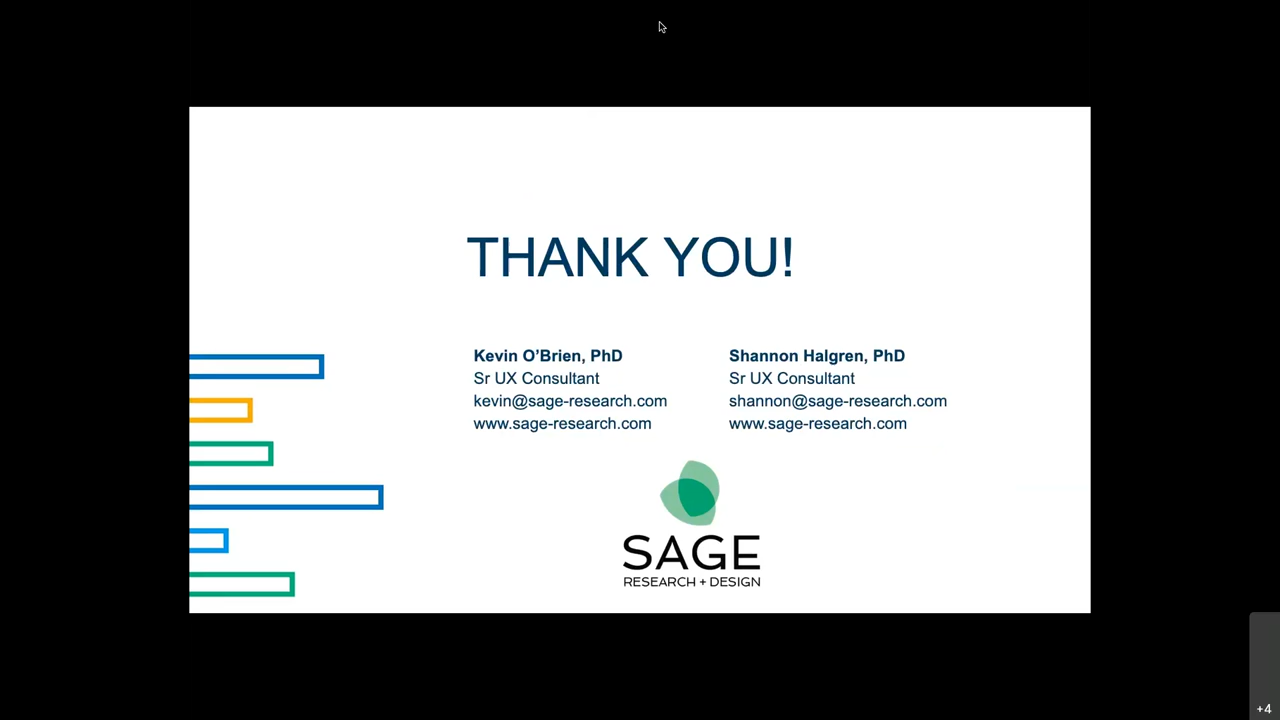 THANK YOU!
Kevin O’Brien, PhD
Sr UX Consultant
kevin@sage-research.com
www.sage-research.com
Shannon Halgren, PhD
Sr UX Consultant
shannon@sage-research.com
www.sage-research.com
SAGE
RESEARCH + DESIGN
+4